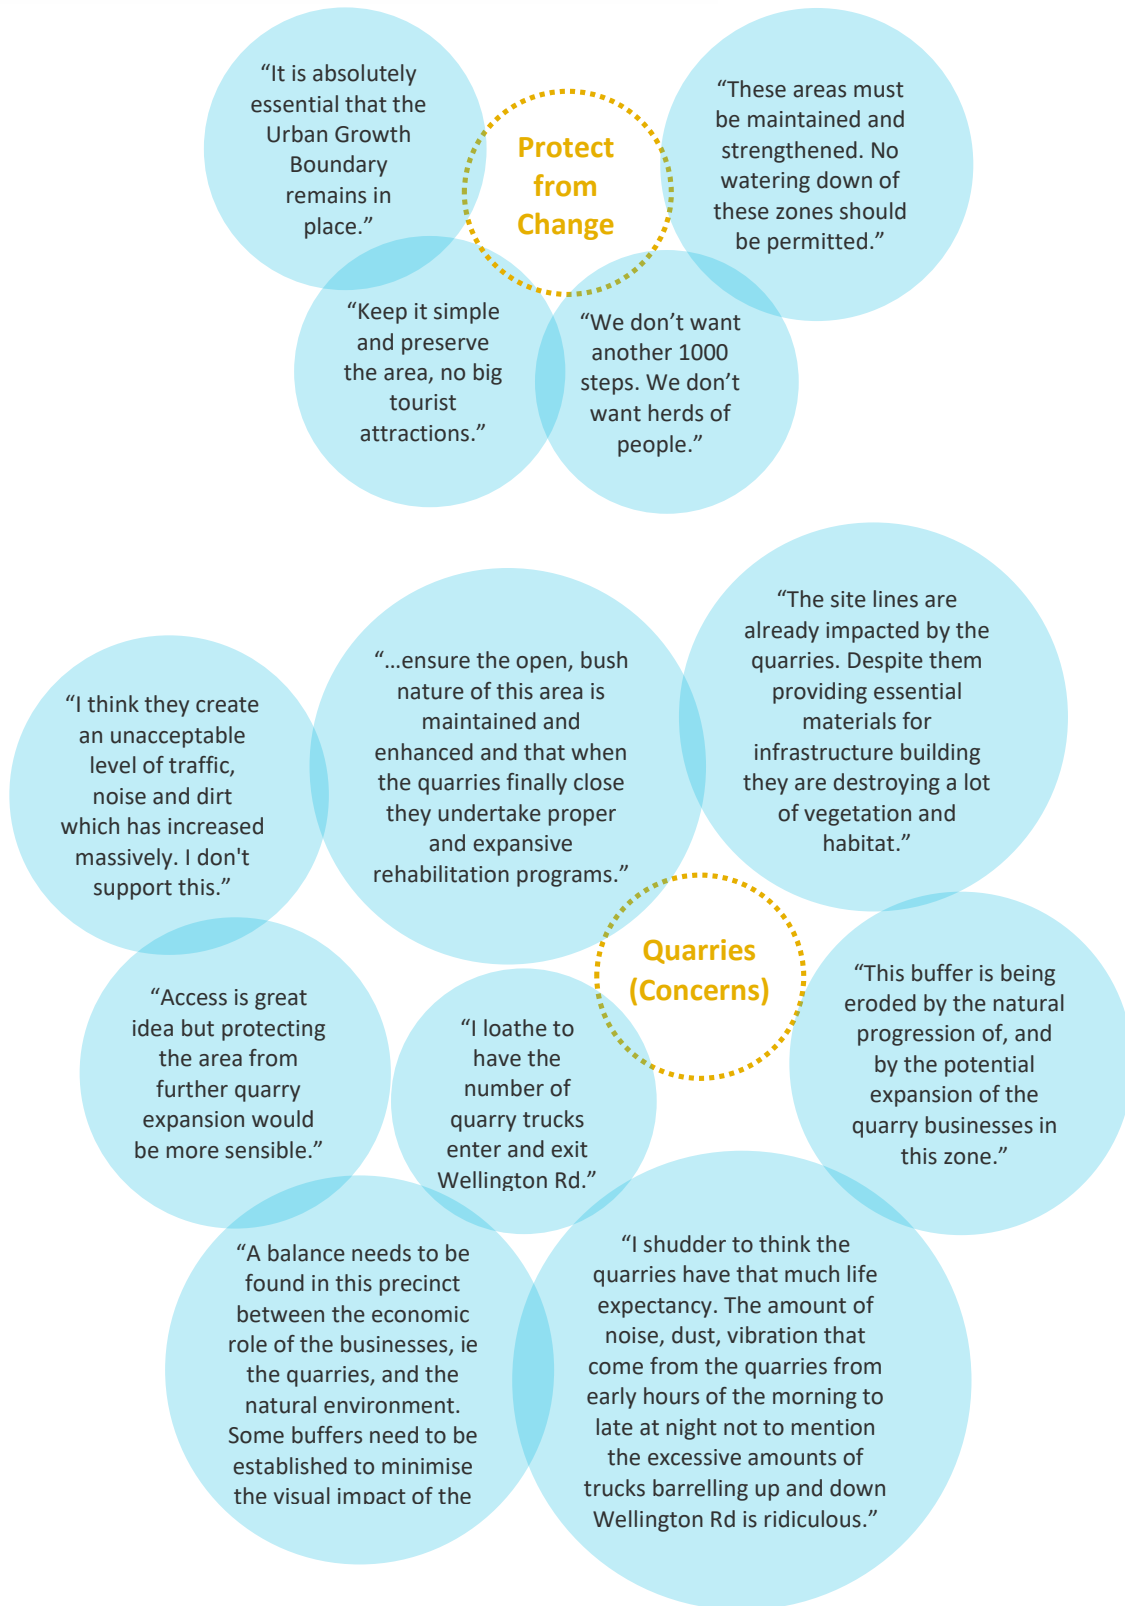 “It is absolutely
essential that the
Urban Growth
Boundary
remains in
place.”
Protect
from
Change
“These areas must
be maintained and
strengthened. No
watering down of
these zones should
be permitted.”
“Keep it simple
and preserve
the area, no big
tourist
attractions.”
“We don’t want
another 1000
steps. We don’t
want herds of
people.”
“I think they create
an unacceptable
level of traffic,
noise and dirt
which has increased
massively. I don't
support this.”
“…ensure the open, bush
nature of this area is
maintained and
enhanced and that when
the quarries finally close
they undertake proper
and expansive
rehabilitation programs.”
“The site lines are
already impacted by the
quarries. Despite them
providing essential
materials for
infrastructure building
they are destroying a lot
of vegetation and
habitat.”
Quarries
(Concerns)
“Access is great
idea but protecting
the area from
further quarry
expansion would
be more sensible.”
“I loathe to
have the
number of
quarry trucks
enter and exit
Wellington Rd.”
“This buffer is being
eroded by the natural
progression of, and
by the potential
expansion of the
quarry businesses in
this zone.”
“A balance needs to be
found in this precinct
between the economic
role of the businesses, ie
the quarries, and the
natural environment.
Some buffers need to be
established to minimise
the visual impact of the
“I shudder to think the
quarries have that much life
expectancy. The amount of
noise, dust, vibration that
come from the quarries from
early hours of the morning to
late at night not to mention
the excessive amounts of
trucks barrelling up and down
Wellington Rd is ridiculous.”